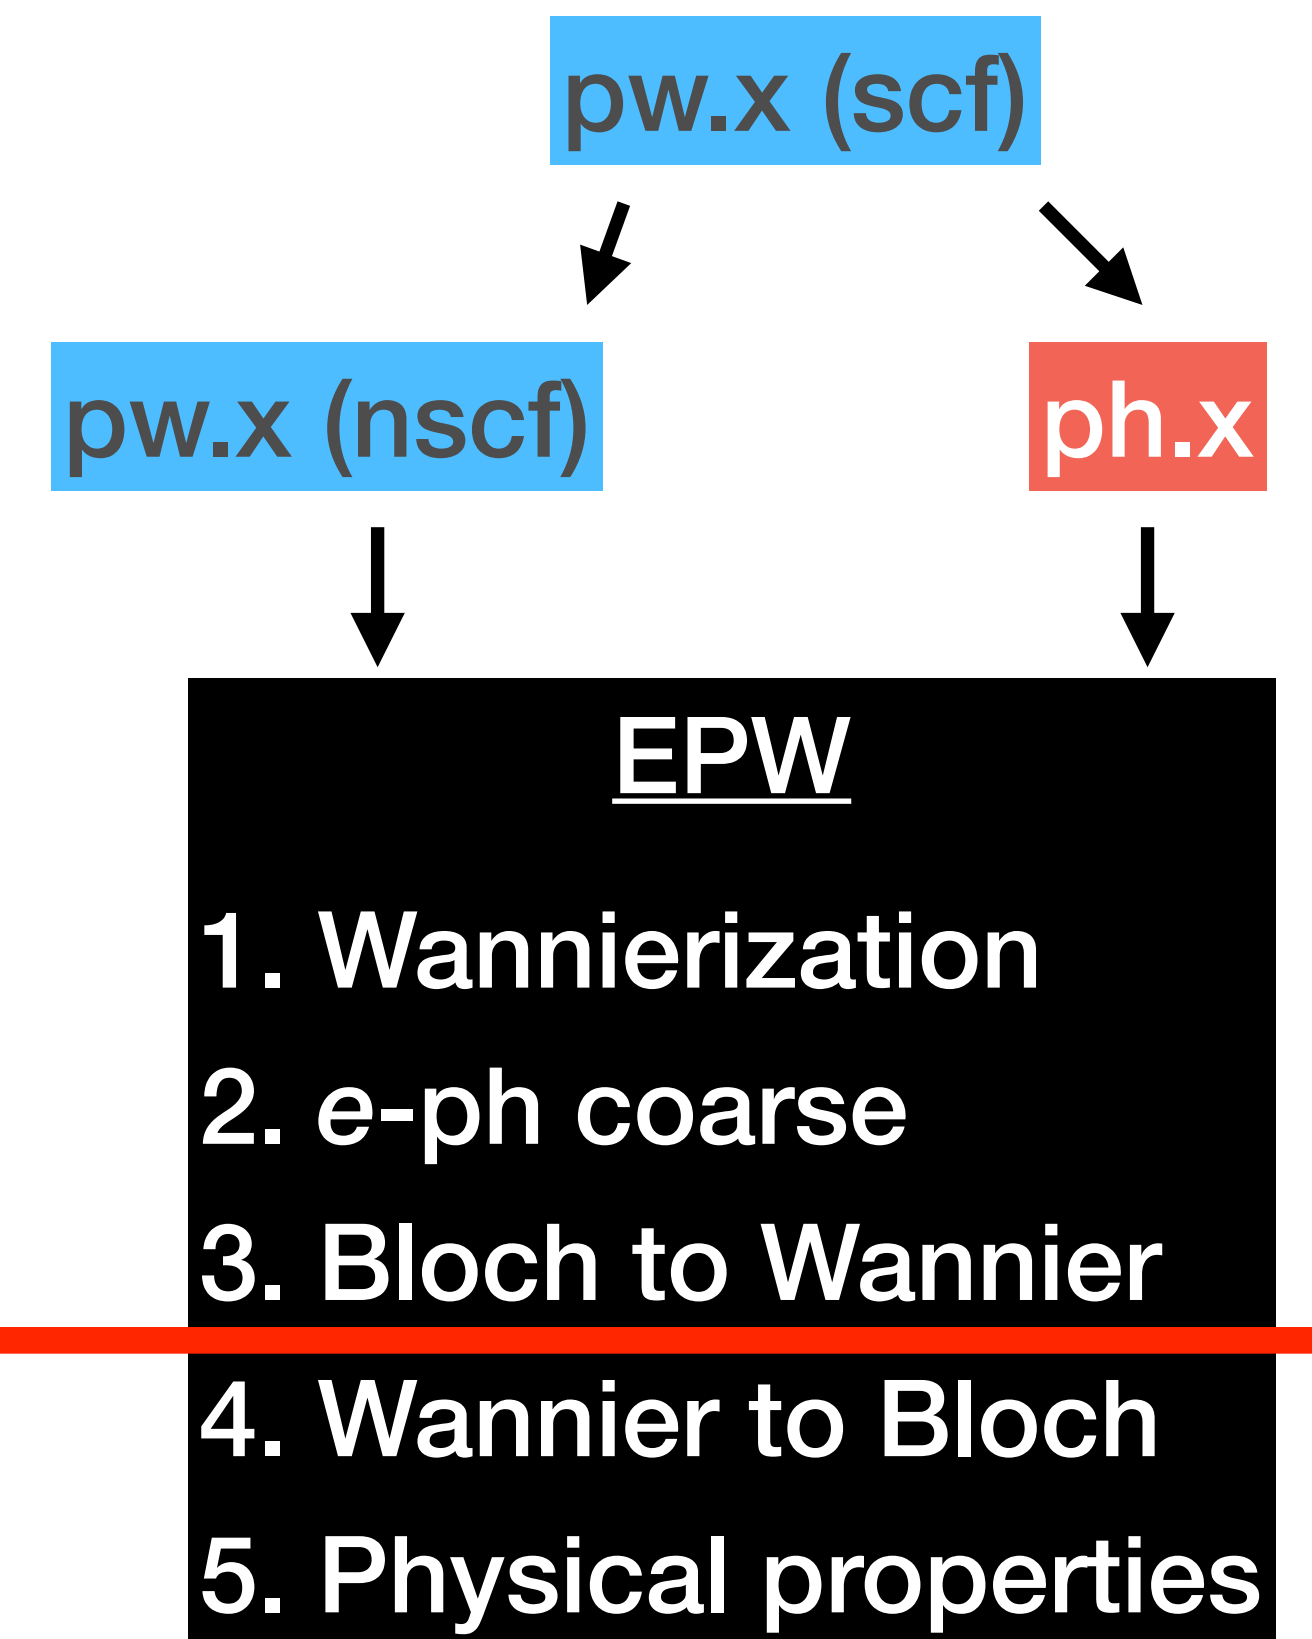 pw.x (scf)
pw.x (nscf)
ph.x
EPW
1. Wannierization
2. e-ph coarse
3. Bloch to Wannier
4. Wannier to Bloch
5. Physical properties